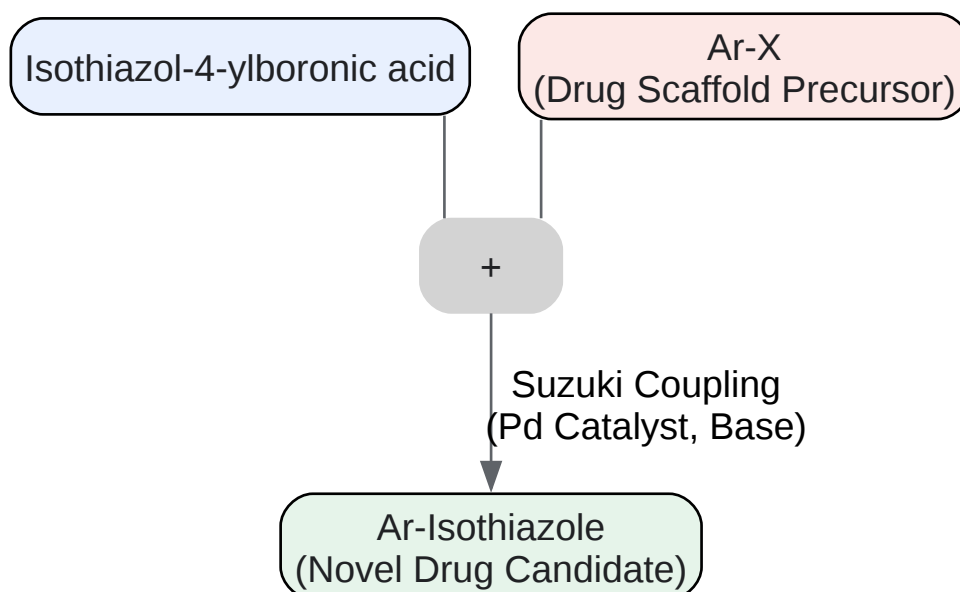 Isothiazol-4-ylboronic acid
Ar-X
(Drug Scaffold Precursor)
+
Suzuki Coupling
(Pd Catalyst, Base)
Ar-Isothiazole
(Novel Drug Candidate)